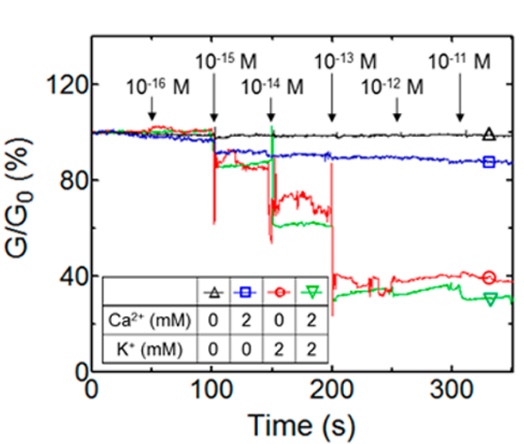 10⁻¹⁵ M 10⁻¹³ M 10⁻¹¹ M
10⁻¹⁶ M 10⁻¹⁴ M 10⁻¹² M
G/G₀ (%)
120
80
40
0
Ca²⁺ (mM) 0 2 0 2
K⁺ (mM) 0 0 2 2
0 100 200 300
Time (s)